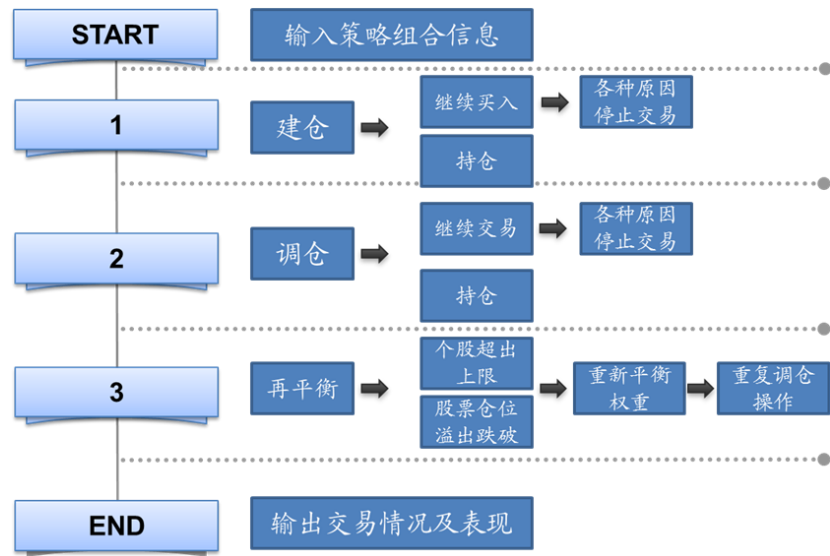 START
输入策略组合信息
1
建仓
继续买入
各种原因
停止交易
持仓
2
调仓
继续交易
各种原因
停止交易
持仓
3
再平衡
个股超出
上限
股票仓位
溢出跌破
重新平衡
权重
重复调仓
操作
END
输出交易情况及表现